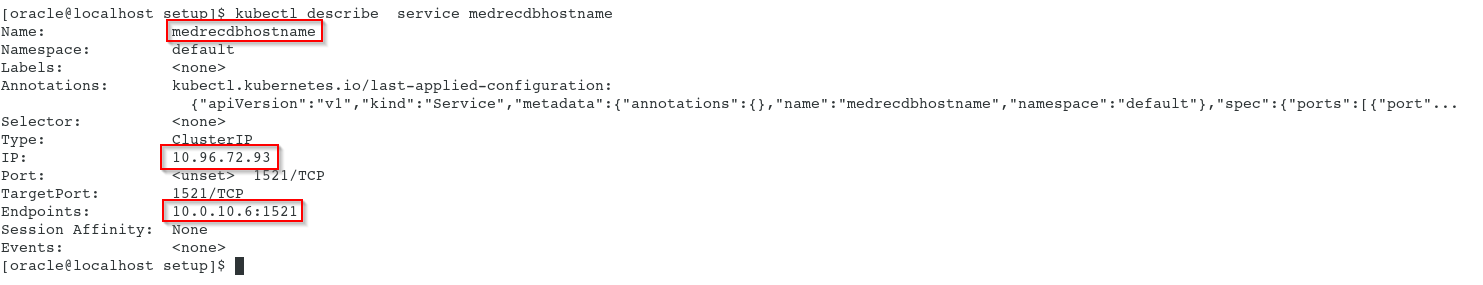 [oracle@localhost setup]$ kubectl describe  service medrecdbhostname
Name:              medrecdbhostname
Namespace:         default
Labels:            <none>
Annotations:       kubectl.kubernetes.io/last-applied-configuration:
                     {"apiVersion":"v1","kind":"Service","metadata":{"annotations":{},"name":"medrecdbhostname","namespace":"default"},"spec":{"ports":[{"port"...
Selector:          <none>
Type:              ClusterIP
IP:                10.96.72.93
Port:              <unset>  1521/TCP
TargetPort:        1521/TCP
Endpoints:         10.0.10.6:1521
Session Affinity:  None
Events:            <none>
[oracle@localhost setup]$